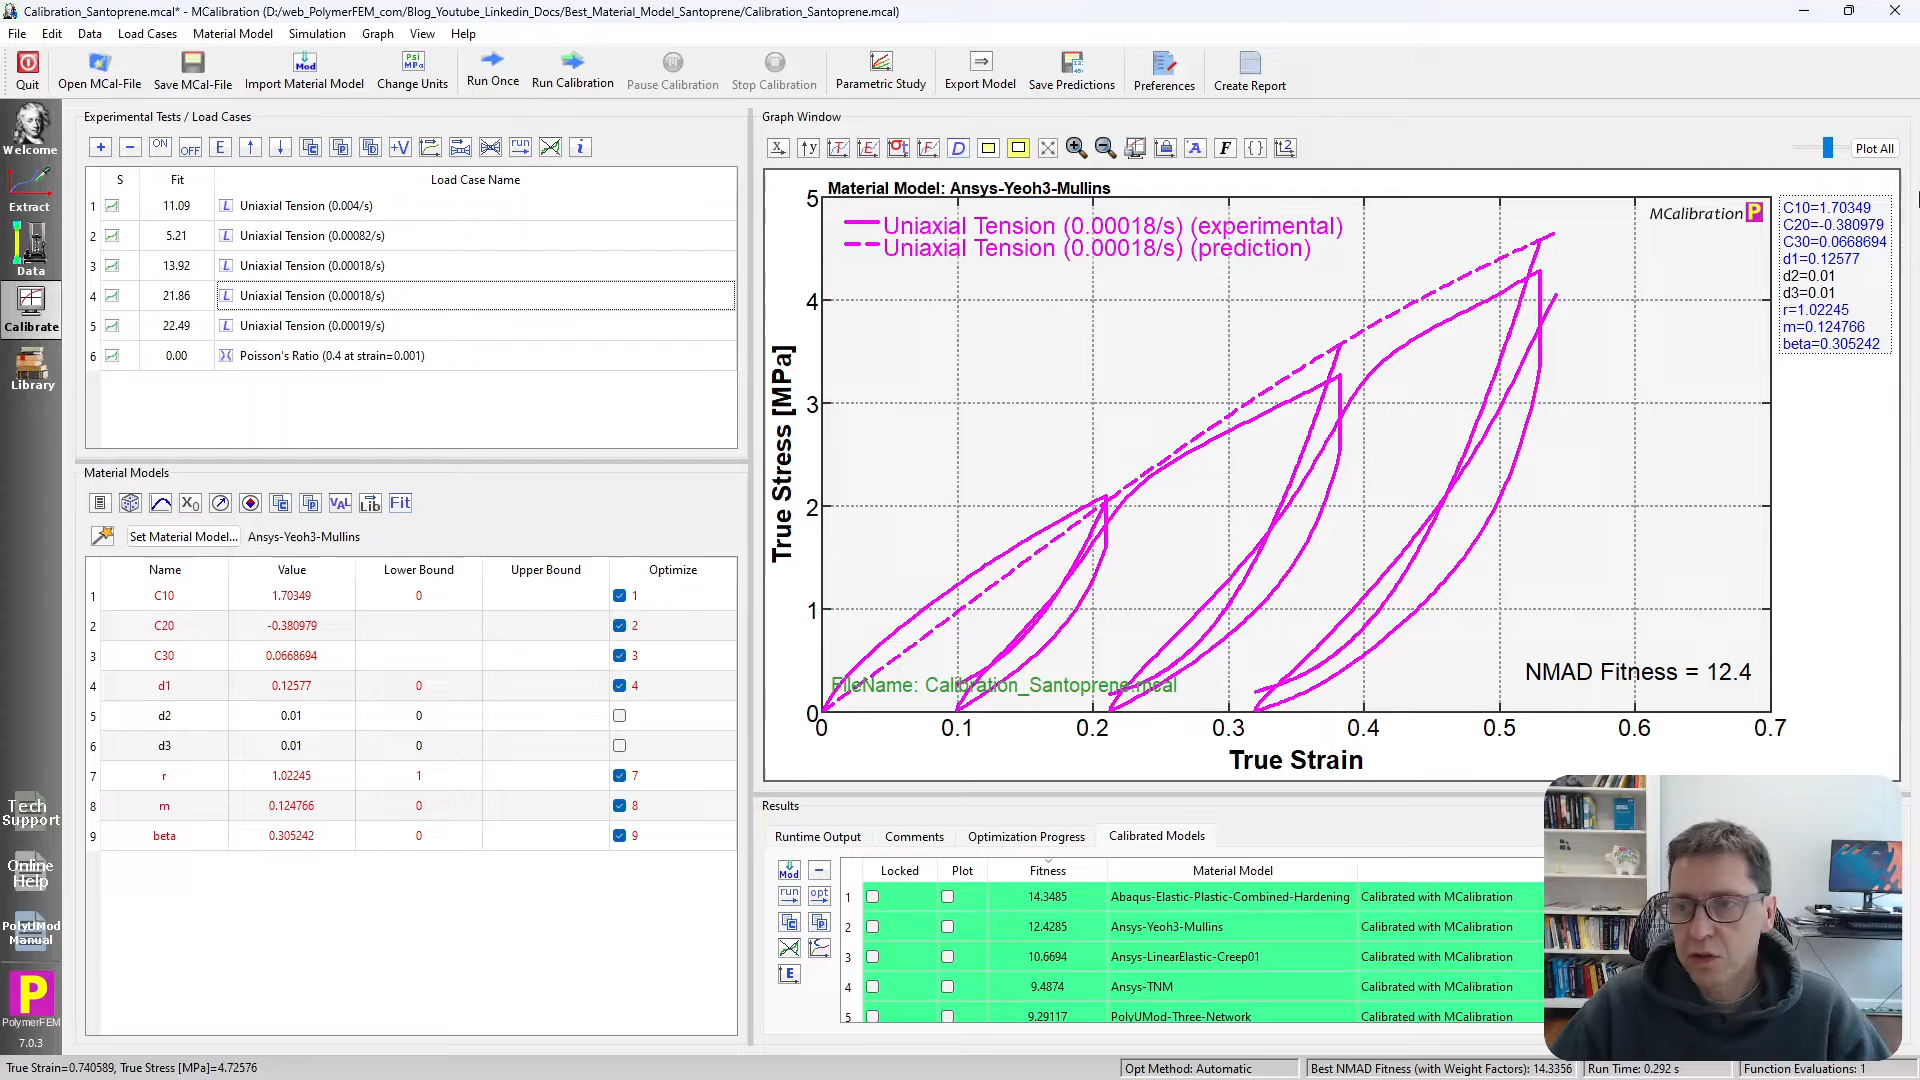 Calibration_Santoprene.mcal* - MCalibration (D:/web_PolymerFEM_com/Blog_Youtube_Linkedin_Docs/Best_Material_Model_Santoprene/Calibration_Santoprene.mcal)
File Edit Data Load Cases Material Model Simulation Graph View Help
Quit Open MCal-File Save MCal-File Import Material Model Change Units Run Once Run Calibration Pause Calibration Stop Calibration Parametric Study Export Model Save Predictions Preferences Create Report
Welcome
Extract
Data
Calibrate
Library
Tech Support
Online Help
PolyUMod Manual
PolymerFEM
7.0.3
Experimental Tests / Load Cases
S Fit Load Case Name
1 11.09 L Uniaxial Tension (0.004/s)
2 5.21 L Uniaxial Tension (0.00082/s)
3 13.92 L Uniaxial Tension (0.00018/s)
4 21.86 L Uniaxial Tension (0.00018/s)
5 22.49 L Uniaxial Tension (0.00019/s)
6 0.00 Poisson's Ratio (0.4 at strain=0.001)
Material Models
Set Material Model... Ansys-Yeoh3-Mullins
Name Value Lower Bound Upper Bound Optimize
1 C10 1.70349 0 1
2 C20 -0.380979 2
3 C30 0.0668694 3
4 d1 0.12577 0 4
5 d2 0.01 0
6 d3 0.01 0
7 r 1.02245 1 7
8 m 0.124766 0 8
9 beta 0.305242 0 9
Graph Window
Plot All
Material Model: Ansys-Yeoh3-Mullins
Uniaxial Tension (0.00018/s) (experimental)
Uniaxial Tension (0.00018/s) (prediction)
MCalibration P
C10=1.70349
C20=-0.380979
C30=0.0668694
d1=0.12577
d2=0.01
d3=0.01
r=1.02245
m=0.124766
beta=0.305242
True Stress [MPa]
5
4
3
2
1
0
FileName: Calibration_Santoprene.mcal
NMAD Fitness = 12.4
0 0.1 0.2 0.3 0.4 0.5 0.6 0.7
True Strain
Results
Runtime Output Comments Optimization Progress Calibrated Models
Locked Plot Fitness Material Model
1 14.3485 Abaqus-Elastic-Plastic-Combined-Hardening Calibrated with MCalibration
2 12.4285 Ansys-Yeoh3-Mullins Calibrated with MCalibration
3 10.6694 Ansys-LinearElastic-Creep01 Calibrated with MCalibration
4 9.4874 Ansys-TNM Calibrated with MCalibration
5 9.29117 PolyUMod-Three-Network Calibrated with MCalibration
True Strain=0.740589, True Stress [MPa]=4.72576
Opt Method: Automatic Best NMAD Fitness (with Weight Factors): 14.3356 Run Time: 0.292 s Function Evaluations: 1